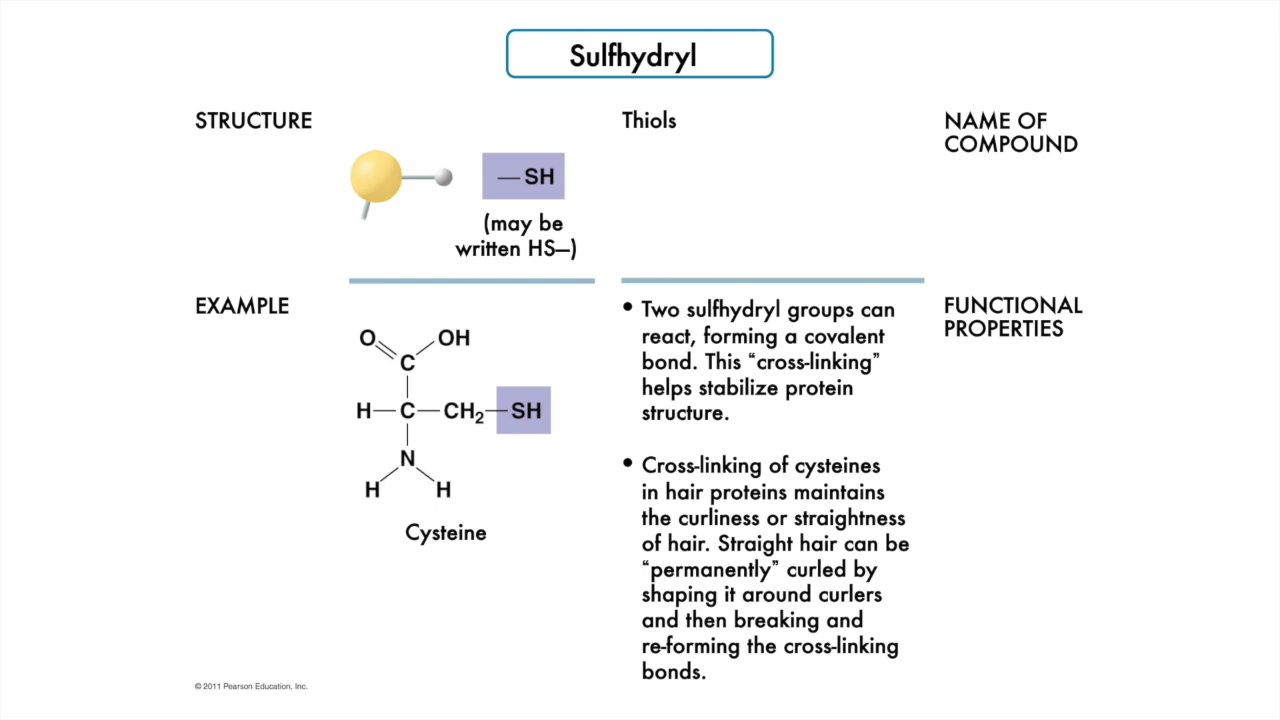 Sulfhydryl
STRUCTURE
— SH
(may be
written HS—)
Thiols
NAME OF
COMPOUND
EXAMPLE
O OH
C
H—C—CH₂—SH
N
H H
Cysteine
• Two sulfhydryl groups can
react, forming a covalent
bond. This “cross-linking”
helps stabilize protein
structure.
• Cross-linking of cysteines
in hair proteins maintains
the curliness or straightness
of hair. Straight hair can be
“permanently” curled by
shaping it around curlers
and then breaking and
re-forming the cross-linking
bonds.
FUNCTIONAL
PROPERTIES
© 2011 Pearson Education, Inc.